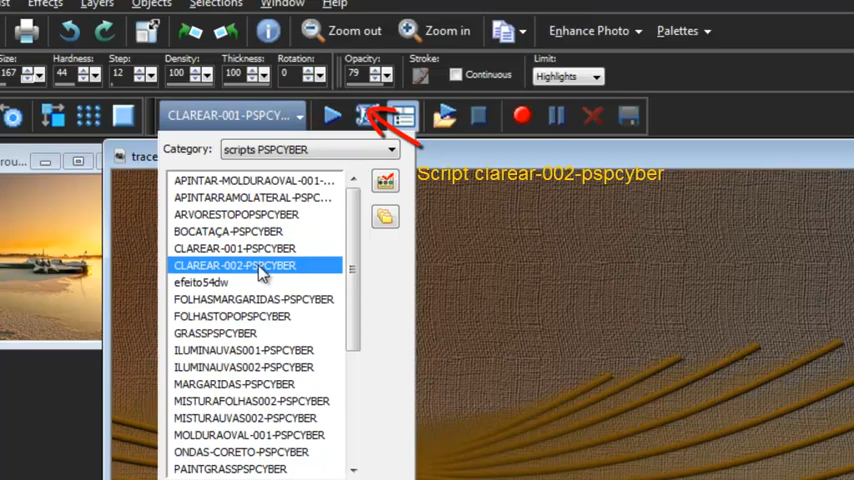 Edit Layers Objects Selections Window Help
Zoom out Zoom in Enhance Photo Palettes
Size: Hardness: Step: Density: Thickness: Rotation: Opacity: Stroke: Limit:
167 44 12 100 100 0 79 Continuous Highlights
CLAREAR-001-PSPCY...
Category: scripts PSPCYBER
trace
Script clarear-002-pspcyber
APINTAR-MOLDURAOVAL-001-...
APINTARRAMOLATERAL-PSPC...
ARVORESTOPOPSPCYBER
BOCATAÇA-PSPCYBER
CLAREAR-001-PSPCYBER
CLAREAR-002-PSPCYBER
efeito54dw
FOLHASMARGARIDAS-PSPCYBER
FOLHASTOPOPSPCYBER
GRASSPSPCYBER
ILUMINAUVAS001-PSPCYBER
ILUMINAUVAS002-PSPCYBER
MARGARIDAS-PSPCYBER
MISTURAFOLHAS002-PSPCYBER
MISTURAUVAS002-PSPCYBER
MOLDURAOVAL-001-PSPCYBER
ONDAS-CORETO-PSPCYBER
PAINTGRASSPSPCYBER